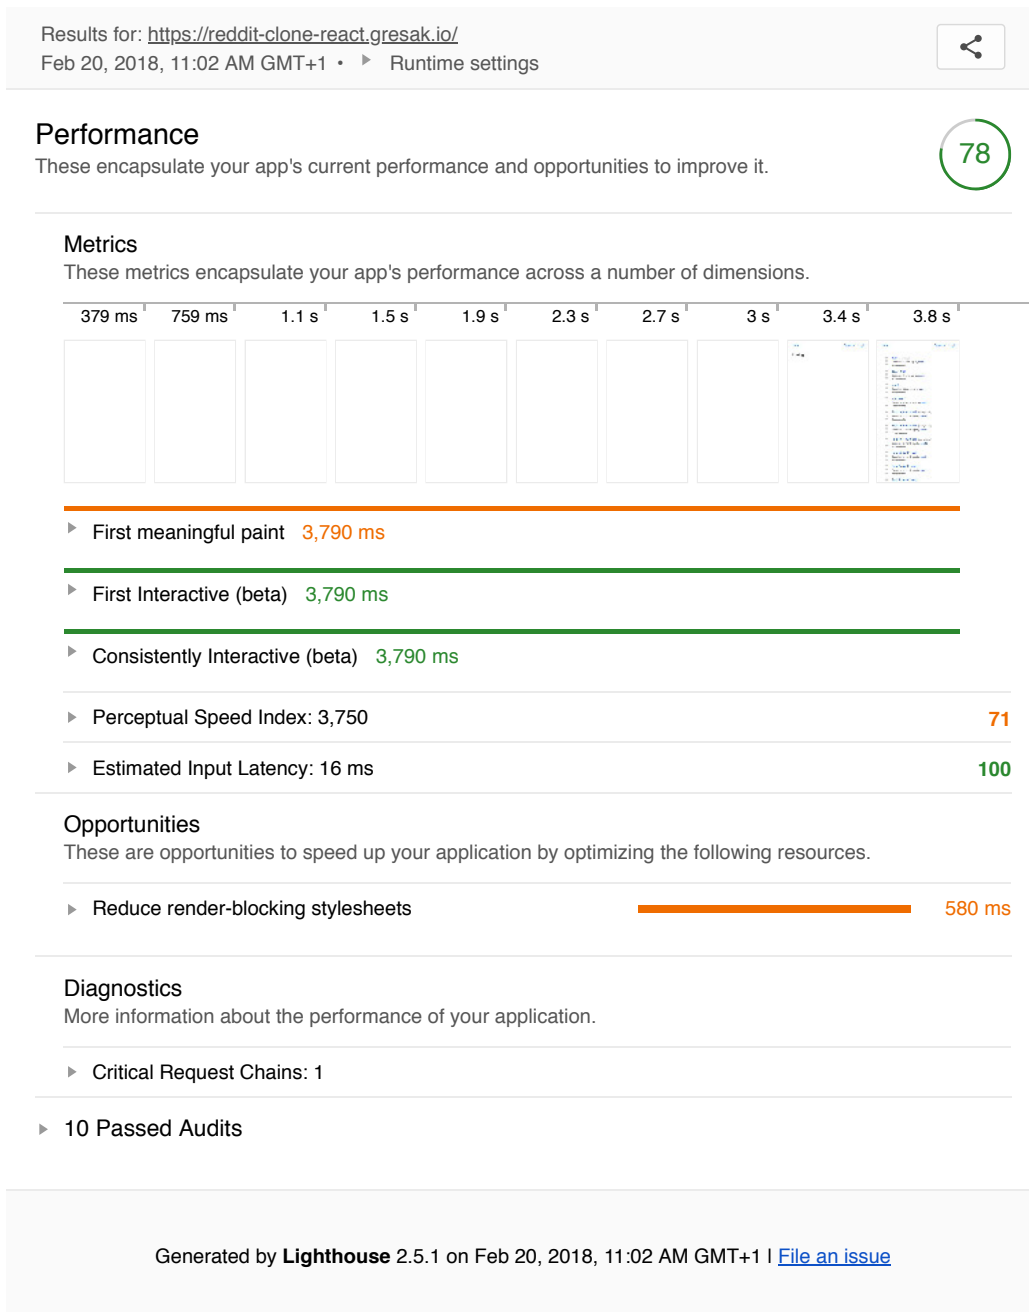 Results for: https://reddit-clone-react.gresak.io/
Feb 20, 2018, 11:02 AM GMT+1 • Runtime settings
Performance
These encapsulate your app's current performance and opportunities to improve it.
78
Metrics
These metrics encapsulate your app's performance across a number of dimensions.
379 ms 759 ms 1.1 s 1.5 s 1.9 s 2.3 s 2.7 s 3 s 3.4 s 3.8 s
First meaningful paint 3,790 ms
First Interactive (beta) 3,790 ms
Consistently Interactive (beta) 3,790 ms
Perceptual Speed Index: 3,750 71
Estimated Input Latency: 16 ms 100
Opportunities
These are opportunities to speed up your application by optimizing the following resources.
Reduce render-blocking stylesheets 580 ms
Diagnostics
More information about the performance of your application.
Critical Request Chains: 1
10 Passed Audits
Generated by Lighthouse 2.5.1 on Feb 20, 2018, 11:02 AM GMT+1 | File an issue